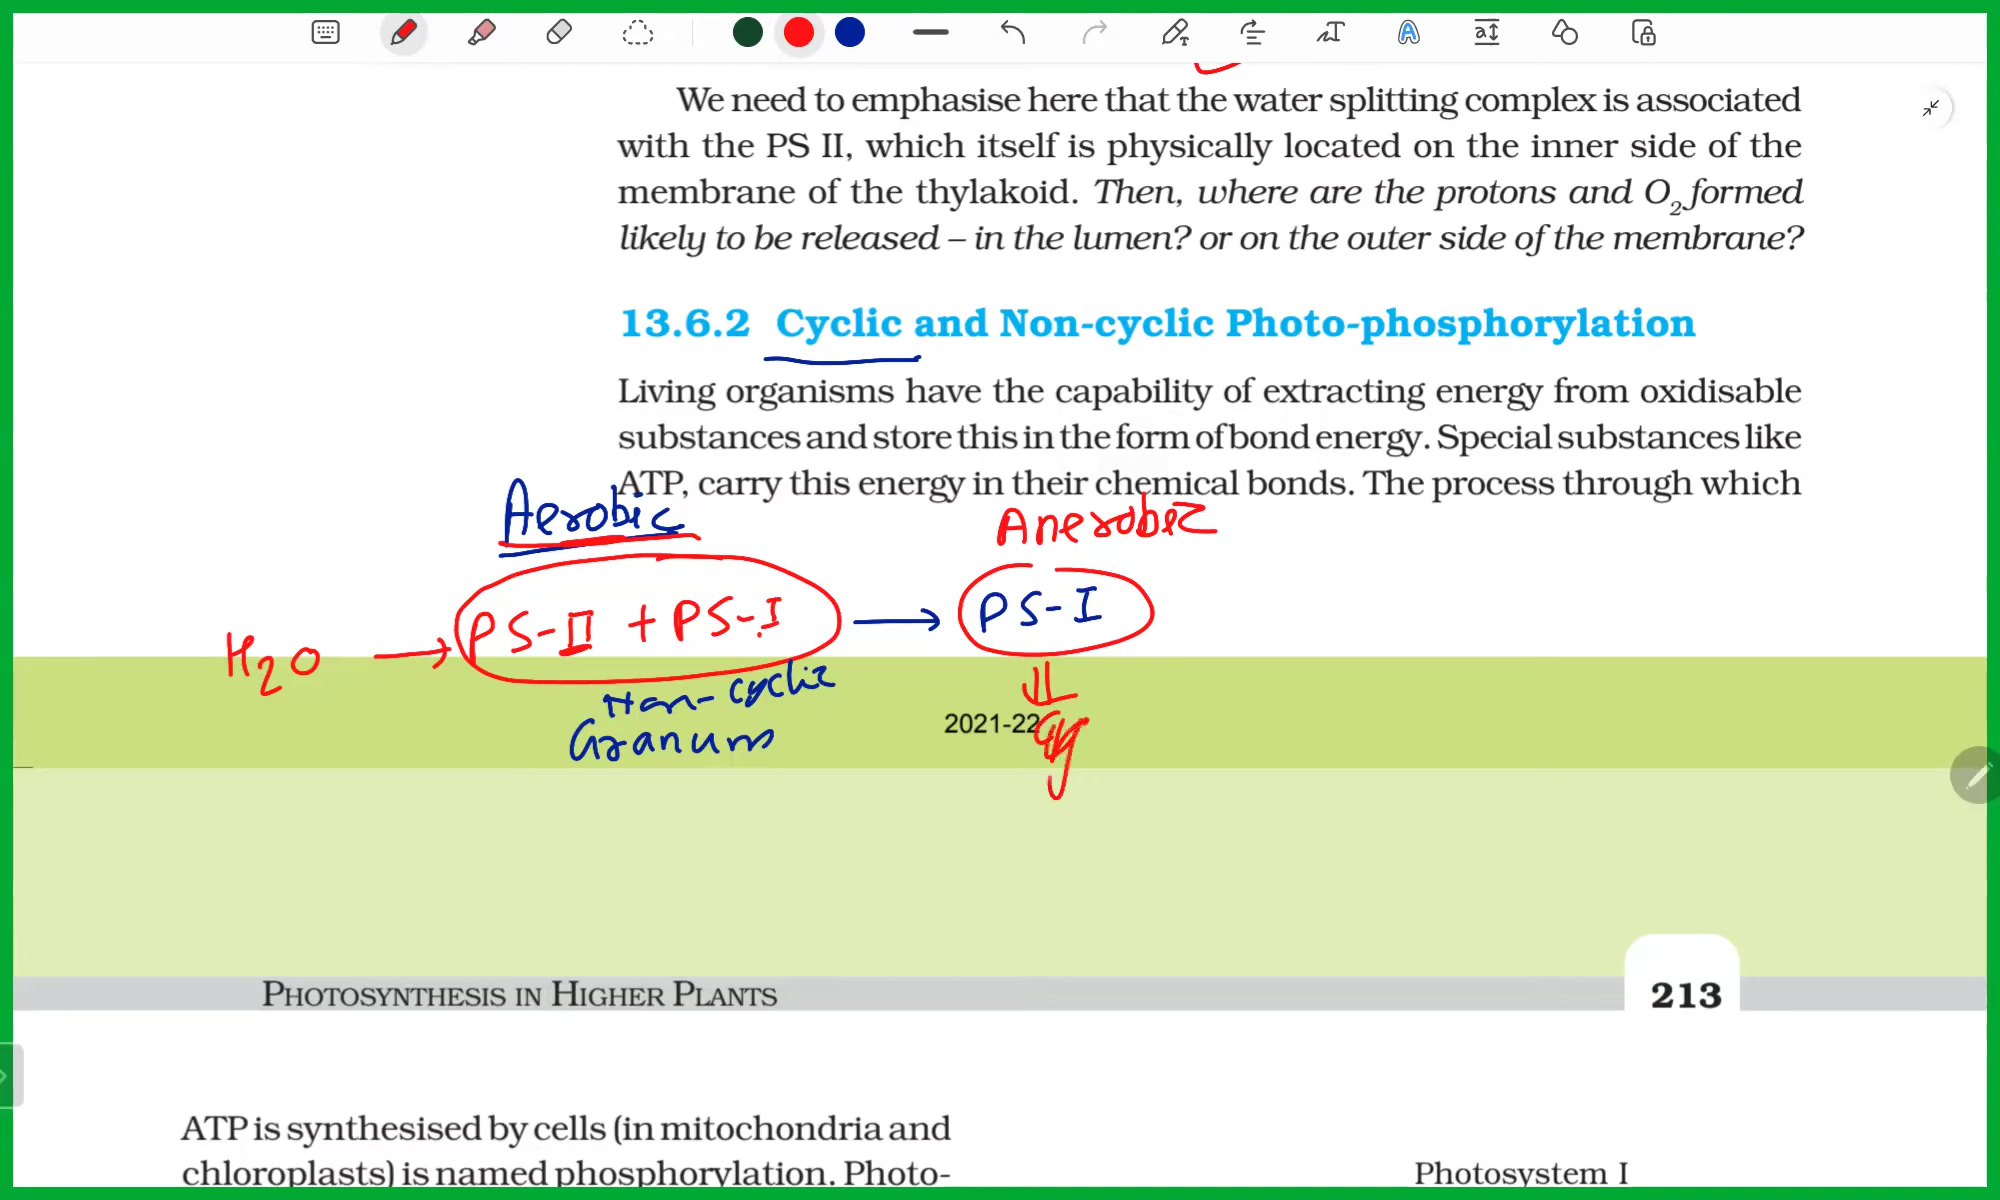 We need to emphasise here that the water splitting complex is associated
with the PS II, which itself is physically located on the inner side of the
membrane of the thylakoid. Then, where are the protons and O2 formed
likely to be released – in the lumen? or on the outer side of the membrane?
13.6.2 Cyclic and Non-cyclic Photo-phosphorylation
Living organisms have the capability of extracting energy from oxidisable
substances and store this in the form of bond energy. Special substances like
ATP, carry this energy in their chemical bonds. The process through which
Aerobic Anerobic
H2O → PS-II + PS-I → PS-I
Non-cyclic
Granum
2021-22
PHOTOSYNTHESIS IN HIGHER PLANTS 213
ATP is synthesised by cells (in mitochondria and
chloroplasts) is named phosphorylation. Photo-
Photosystem I